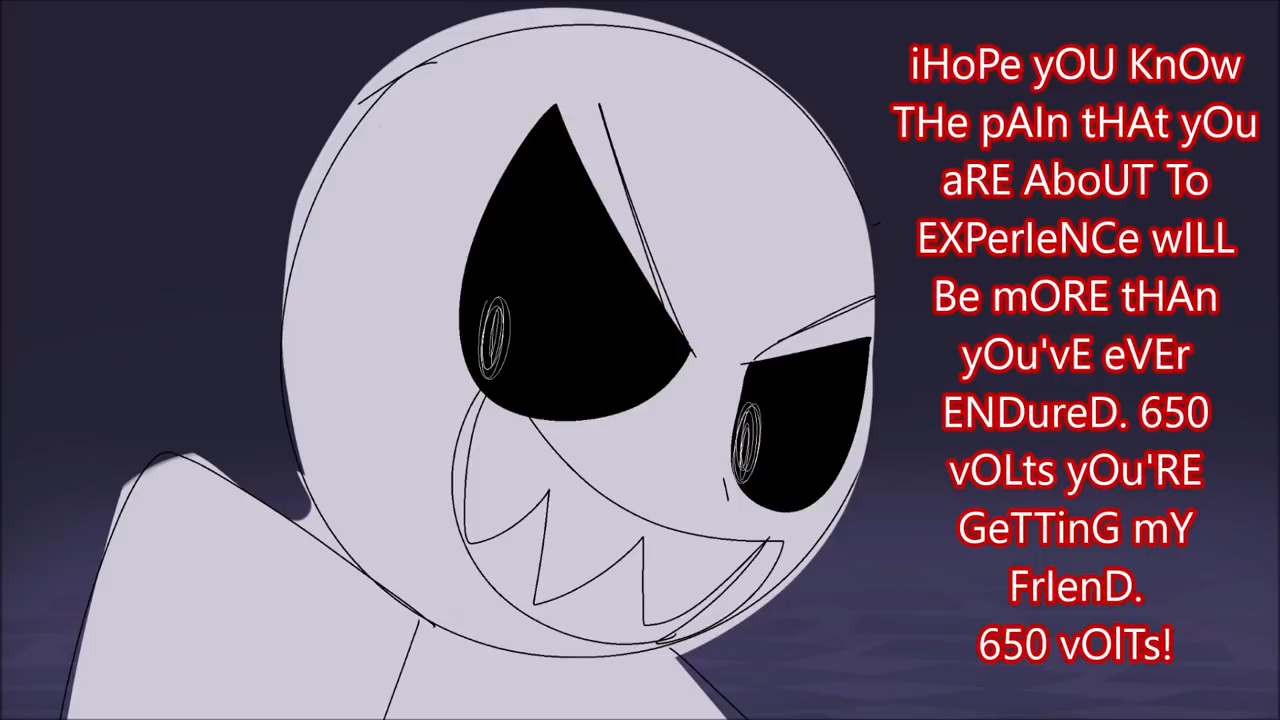 iHoPe yOU KnOw
THe pAIn tHAt yOu
aRE AboUT To
EXPerIeNCe wILL
Be mORE tHAn
yOu'vE eVEr
ENDureD. 650
vOLts yOu'RE
GeTTinG mY
FrIenD.
650 vOlTs!